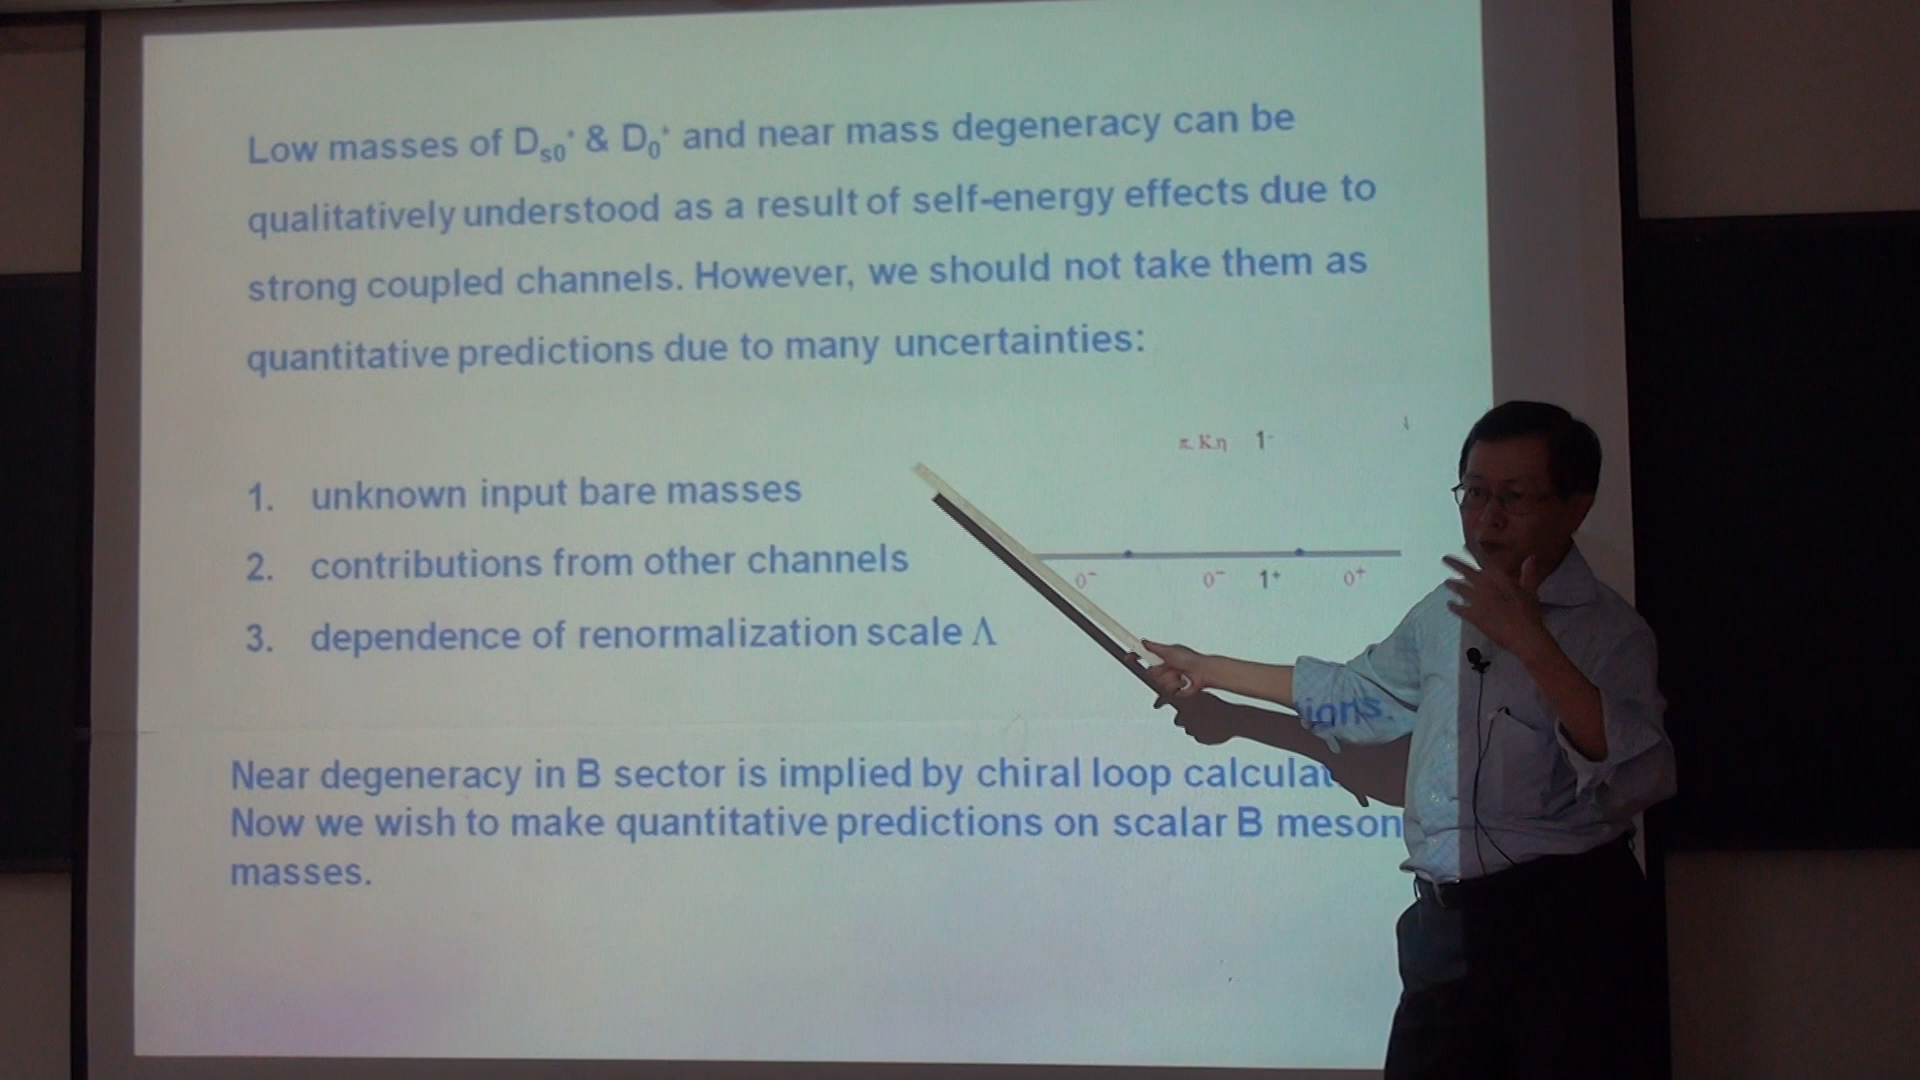 Low masses of D_s0^* & D_0^* and near mass degeneracy can be
qualitatively understood as a result of self-energy effects due to
strong coupled channels. However, we should not take them as
quantitative predictions due to many uncertainties:
π, K,η 1⁻
1. unknown input bare masses
2. contributions from other channels
0⁻ 0⁻ 1⁺ 0⁺
3. dependence of renormalization scale Λ
Near degeneracy in B sector is implied by chiral loop calculat ions.
Now we wish to make quantitative predictions on scalar B meson
masses.